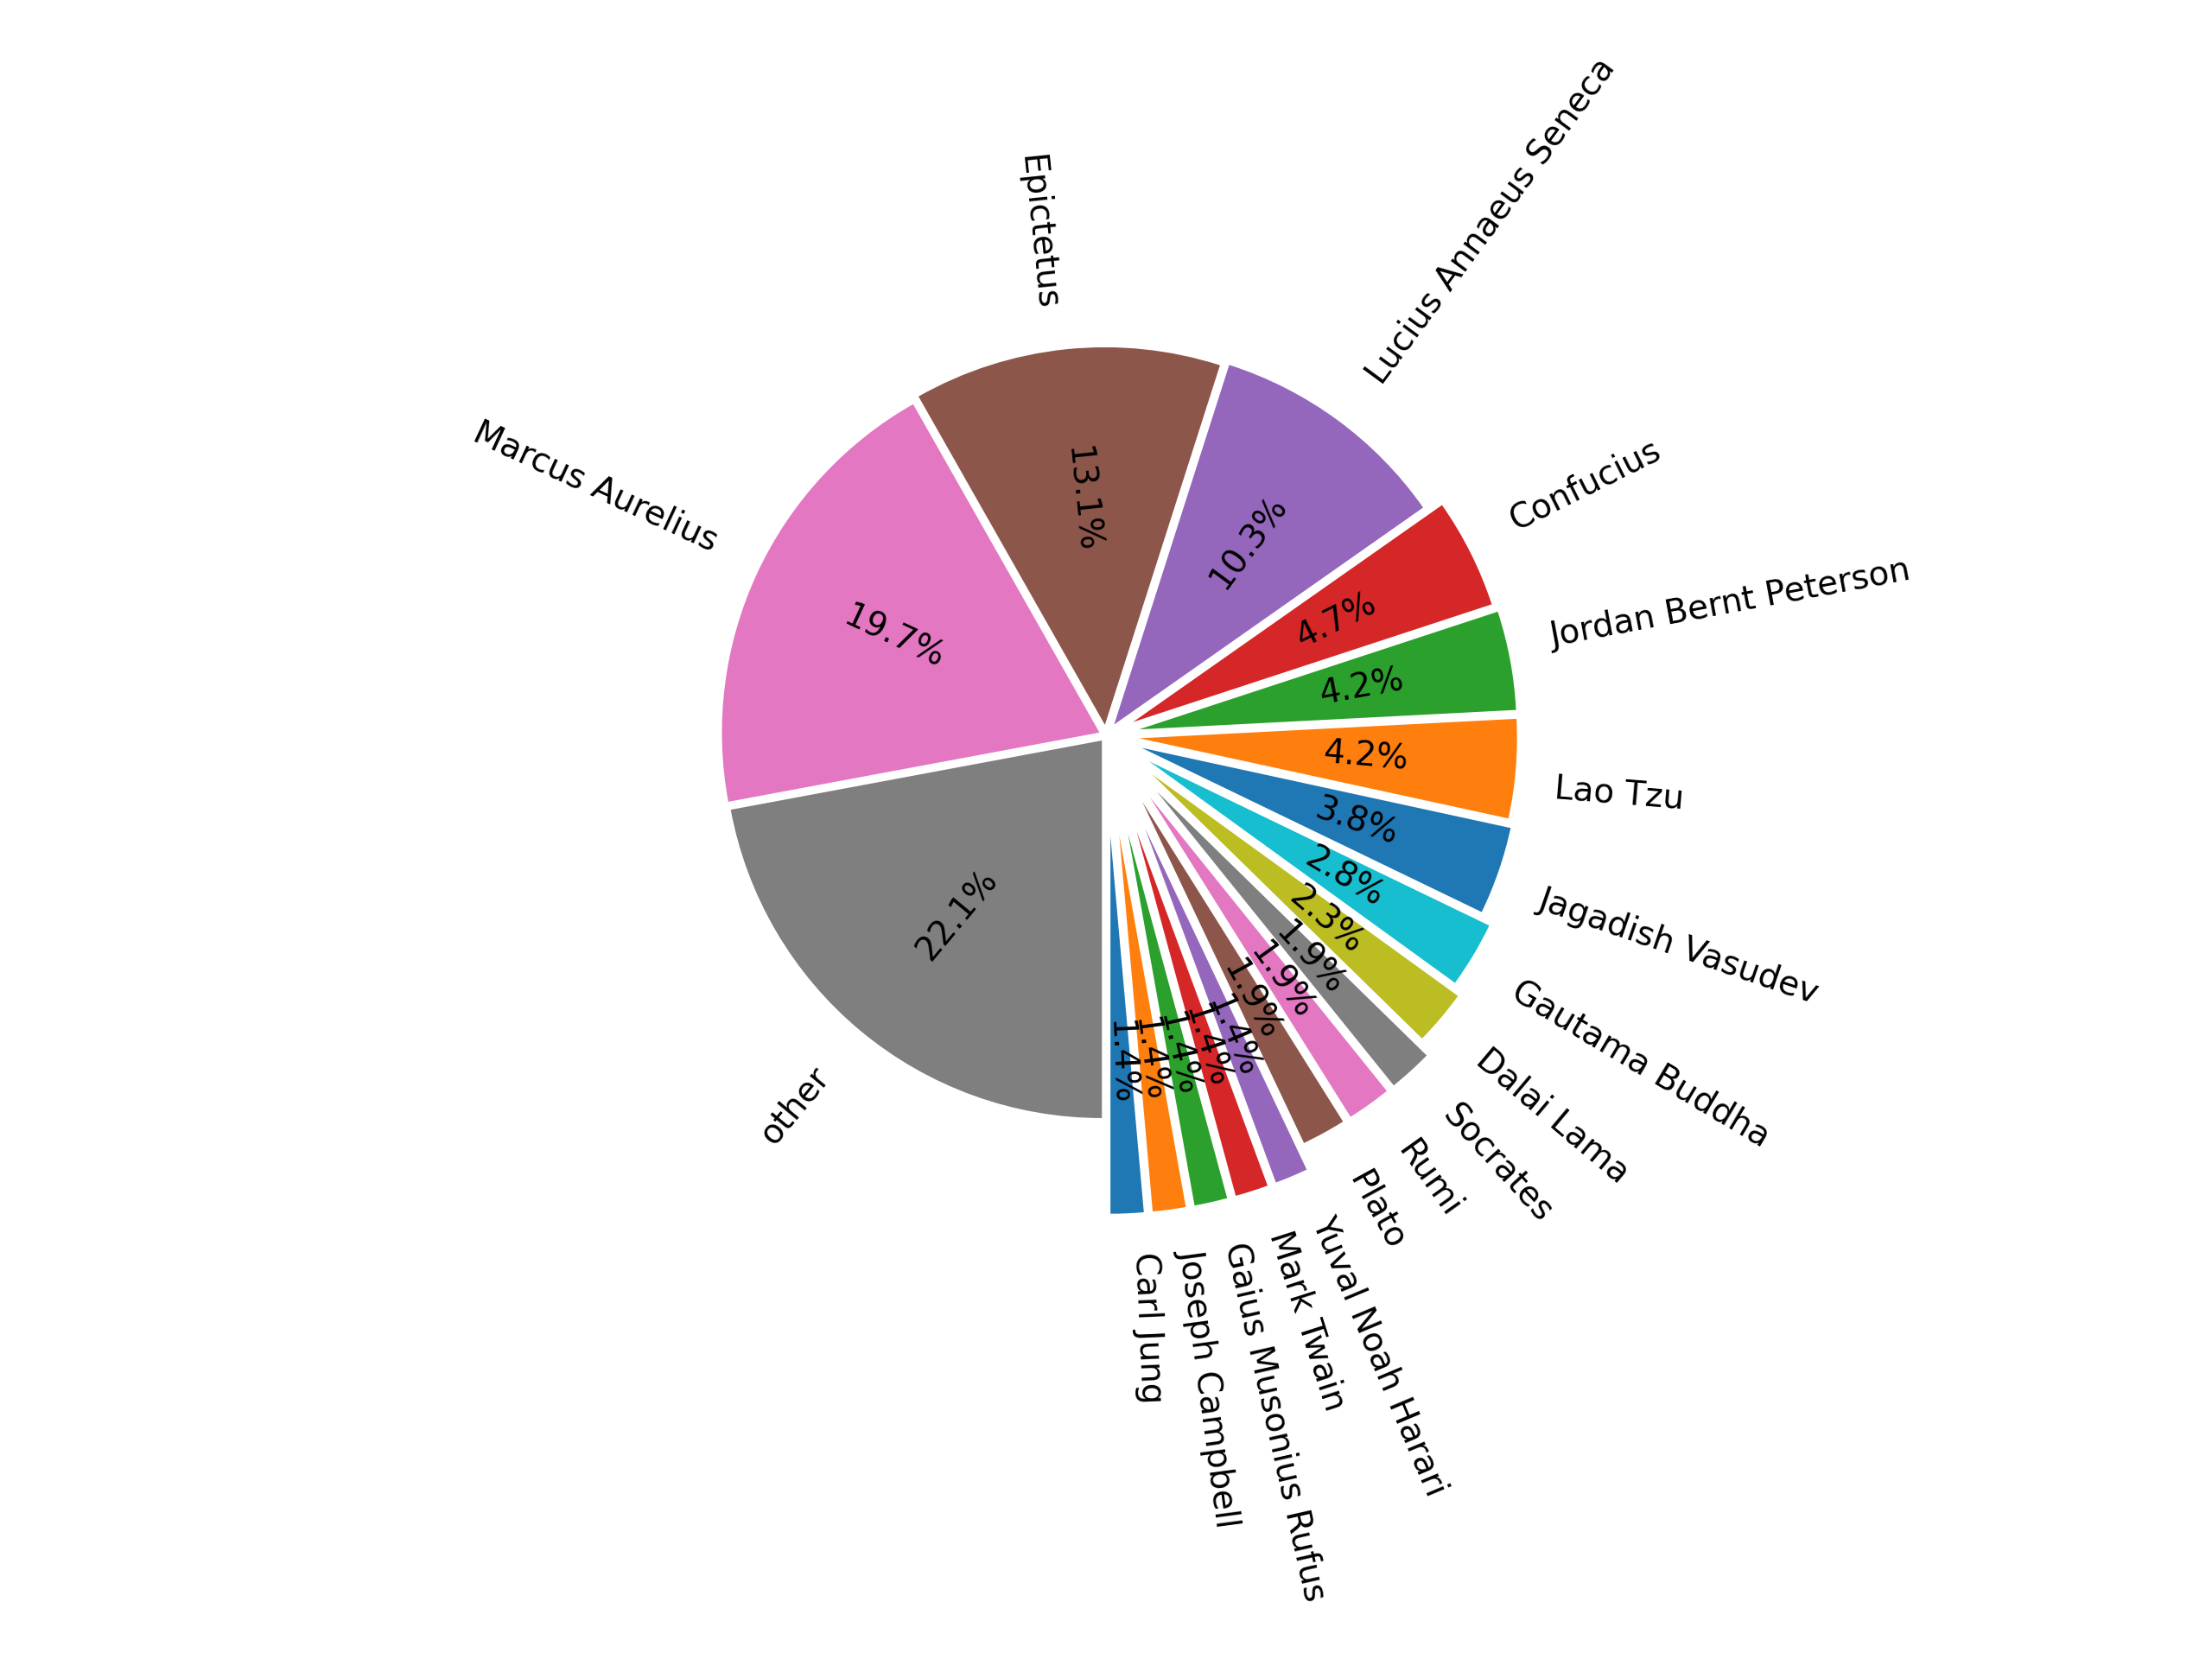 Lucius Annaeus Seneca
10.3%
Epictetus
13.1%
Marcus Aurelius
19.7%
Confucius
4.7%
Jordan Bernt Peterson
4.2%
Lao Tzu
4.2%
Jagadish Vasudev
3.8%
Gautama Buddha
2.8%
Dalai Lama
2.3%
Socrates
1.9%
Rumi
1.9%
Plato
1.9%
Yuval Noah Harari
1.4%
Mark Twain
1.4%
Gaius Musonius Rufus
1.4%
Joseph Campbell
1.4%
Carl Jung
1.4%
other
22.1%